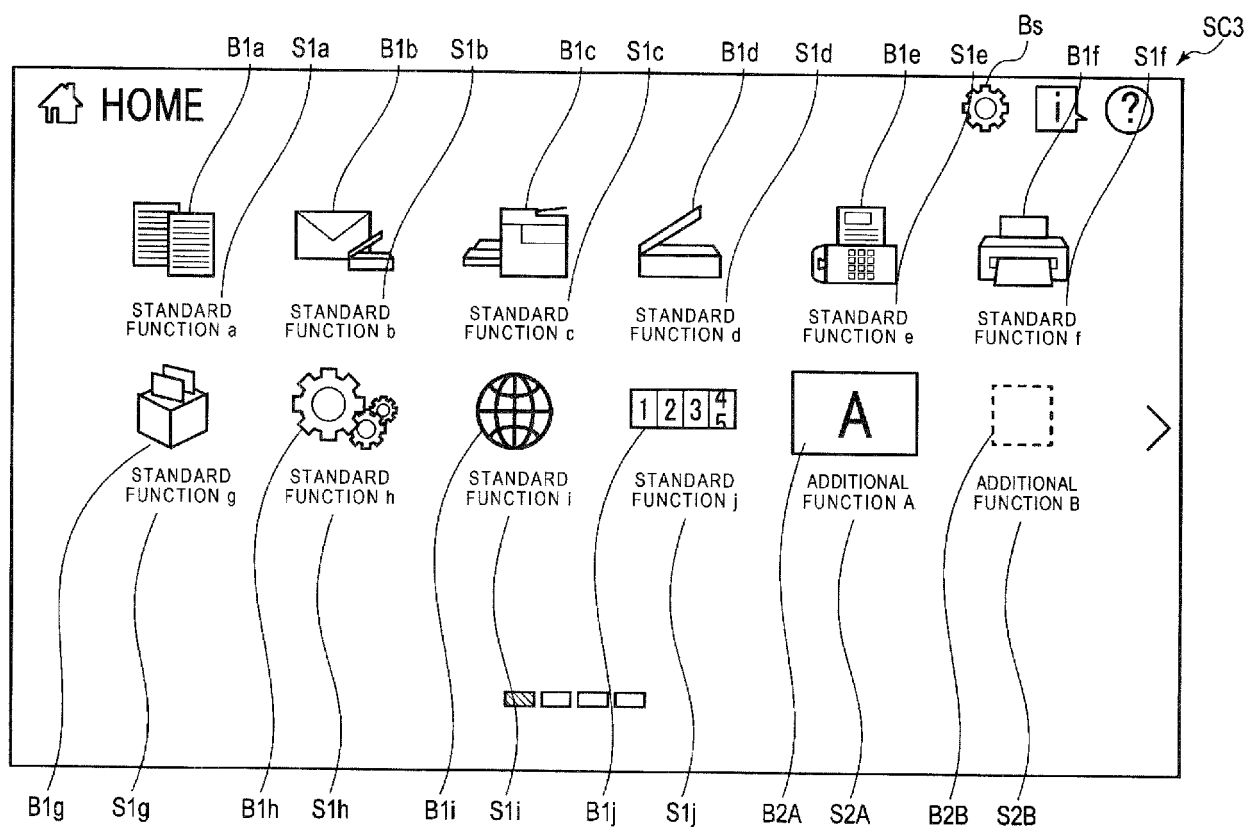 B1a S1a B1b S1b B1c S1c B1d S1d B1e S1e Bs B1f S1f SC3
HOME i ?
STANDARD STANDARD STANDARD STANDARD STANDARD STANDARD
FUNCTION a FUNCTION b FUNCTION c FUNCTION d FUNCTION e FUNCTION f
1 2 3 4 5 A
STANDARD STANDARD STANDARD STANDARD ADDITIONAL ADDITIONAL
FUNCTION g FUNCTION h FUNCTION i FUNCTION j FUNCTION A FUNCTION B
B1g S1g B1h S1h B1i S1i B1j S1j B2A S2A B2B S2B